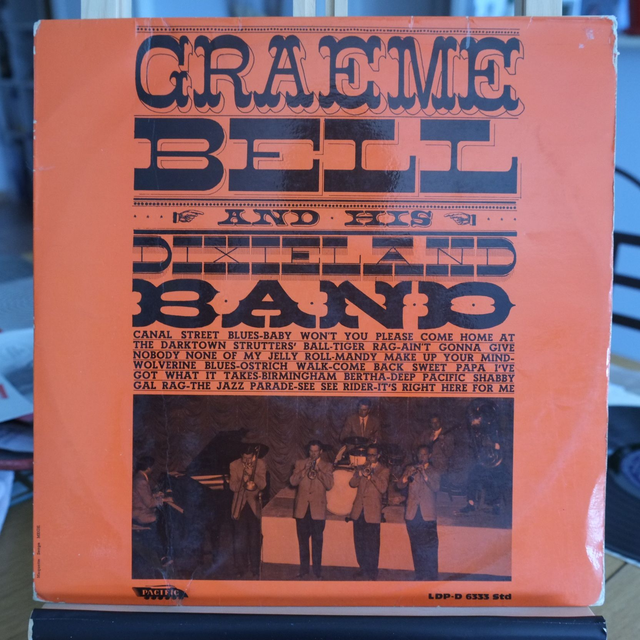 GRAEME
BELL
AND HIS
DIXIELAND
BAND
CANAL STREET BLUES-BABY WON'T YOU PLEASE COME HOME AT
THE DARKTOWN STRUTTERS' BALL-TIGER RAG-AIN'T GONNA GIVE
NOBODY NONE OF MY JELLY ROLL-MANDY MAKE UP YOUR MIND-
WOLVERINE BLUES-OSTRICH WALK-COME BACK SWEET PAPA I'VE
GOT WHAT IT TAKES-BIRMINGHAM BERTHA-DEEP PACIFIC SHABBY
GAL RAG-THE JAZZ PARADE-SEE SEE RIDER-IT'S RIGHT HERE FOR ME
PACIFIC
LDP-D 6333 Std